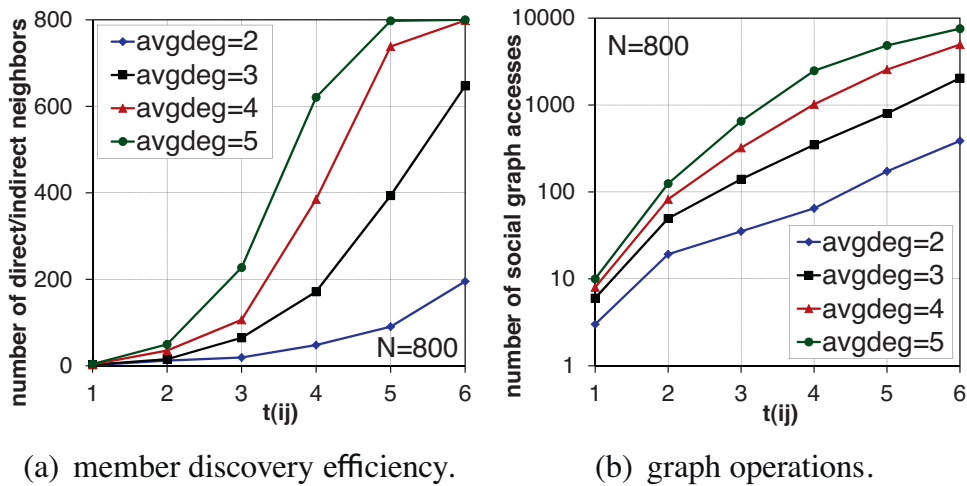 number of direct/indirect neighbors
800
600
400
200
0
avgdeg=2
avgdeg=3
avgdeg=4
avgdeg=5
N=800
1 2 3 4 5 6
t(ij)
(a) member discovery efficiency.
number of social graph accesses
10000
1000
100
10
1
N=800
avgdeg=2
avgdeg=3
avgdeg=4
avgdeg=5
1 2 3 4 5 6
t(ij)
(b) graph operations.